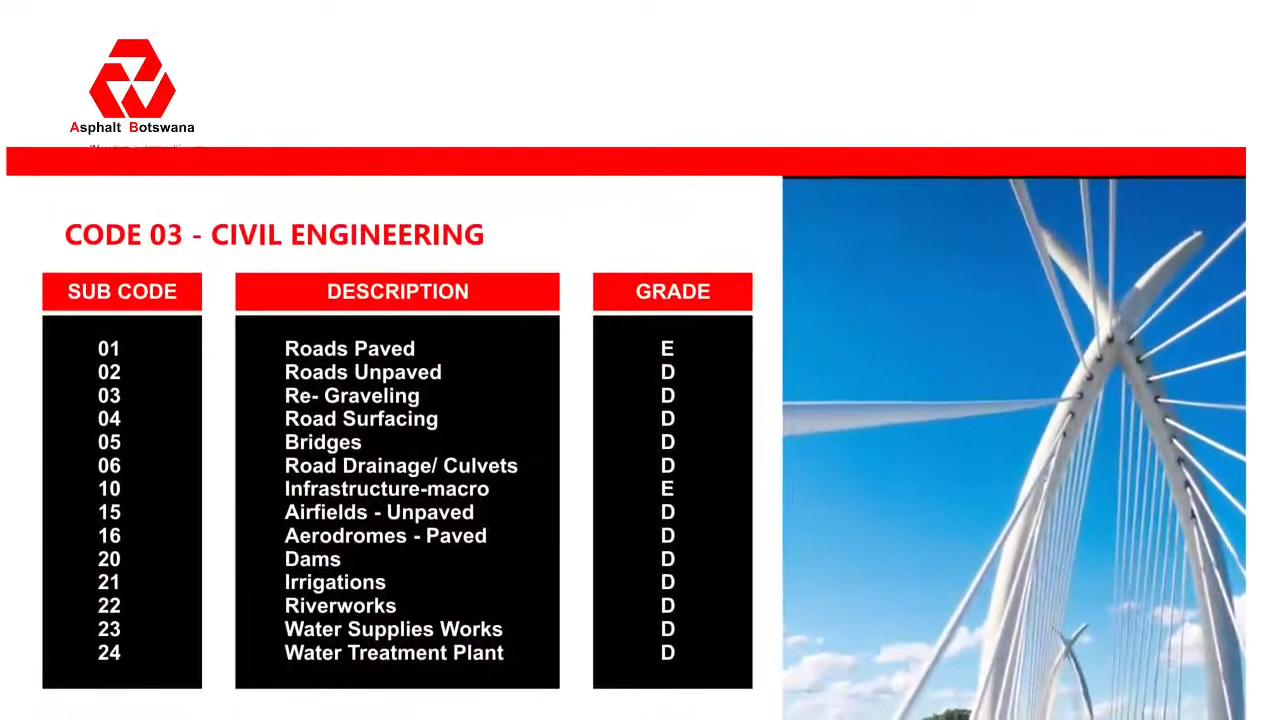 Asphalt Botswana
CODE 03 - CIVIL ENGINEERING
SUB CODE DESCRIPTION GRADE
01 Roads Paved E
02 Roads Unpaved D
03 Re- Graveling D
04 Road Surfacing D
05 Bridges D
06 Road Drainage/ Culvets D
10 Infrastructure-macro E
15 Airfields - Unpaved D
16 Aerodromes - Paved D
20 Dams D
21 Irrigations D
22 Riverworks D
23 Water Supplies Works D
24 Water Treatment Plant D